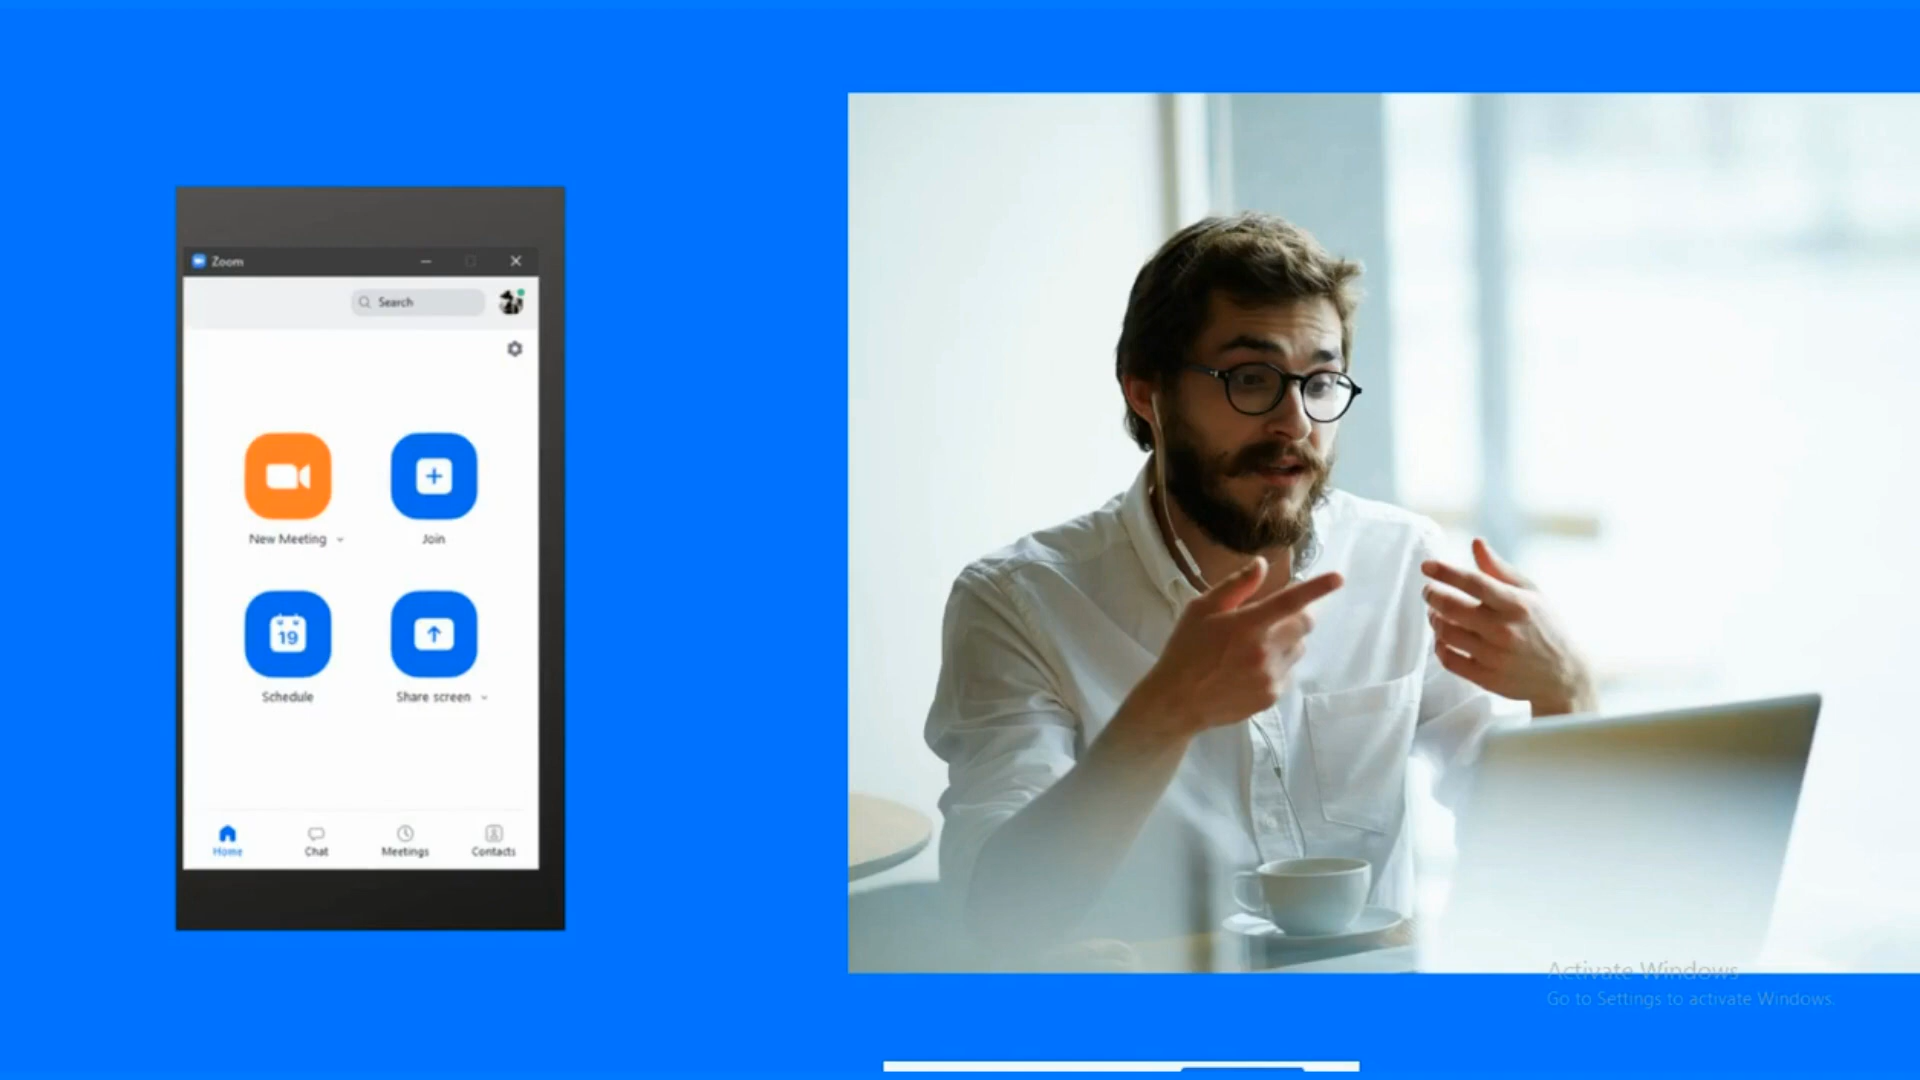 Zoom
Search
New Meeting
Join
19
Schedule
Share screen
Home
Chat
Meetings
Contacts
Activate Windows
Go to Settings to activate Windows.